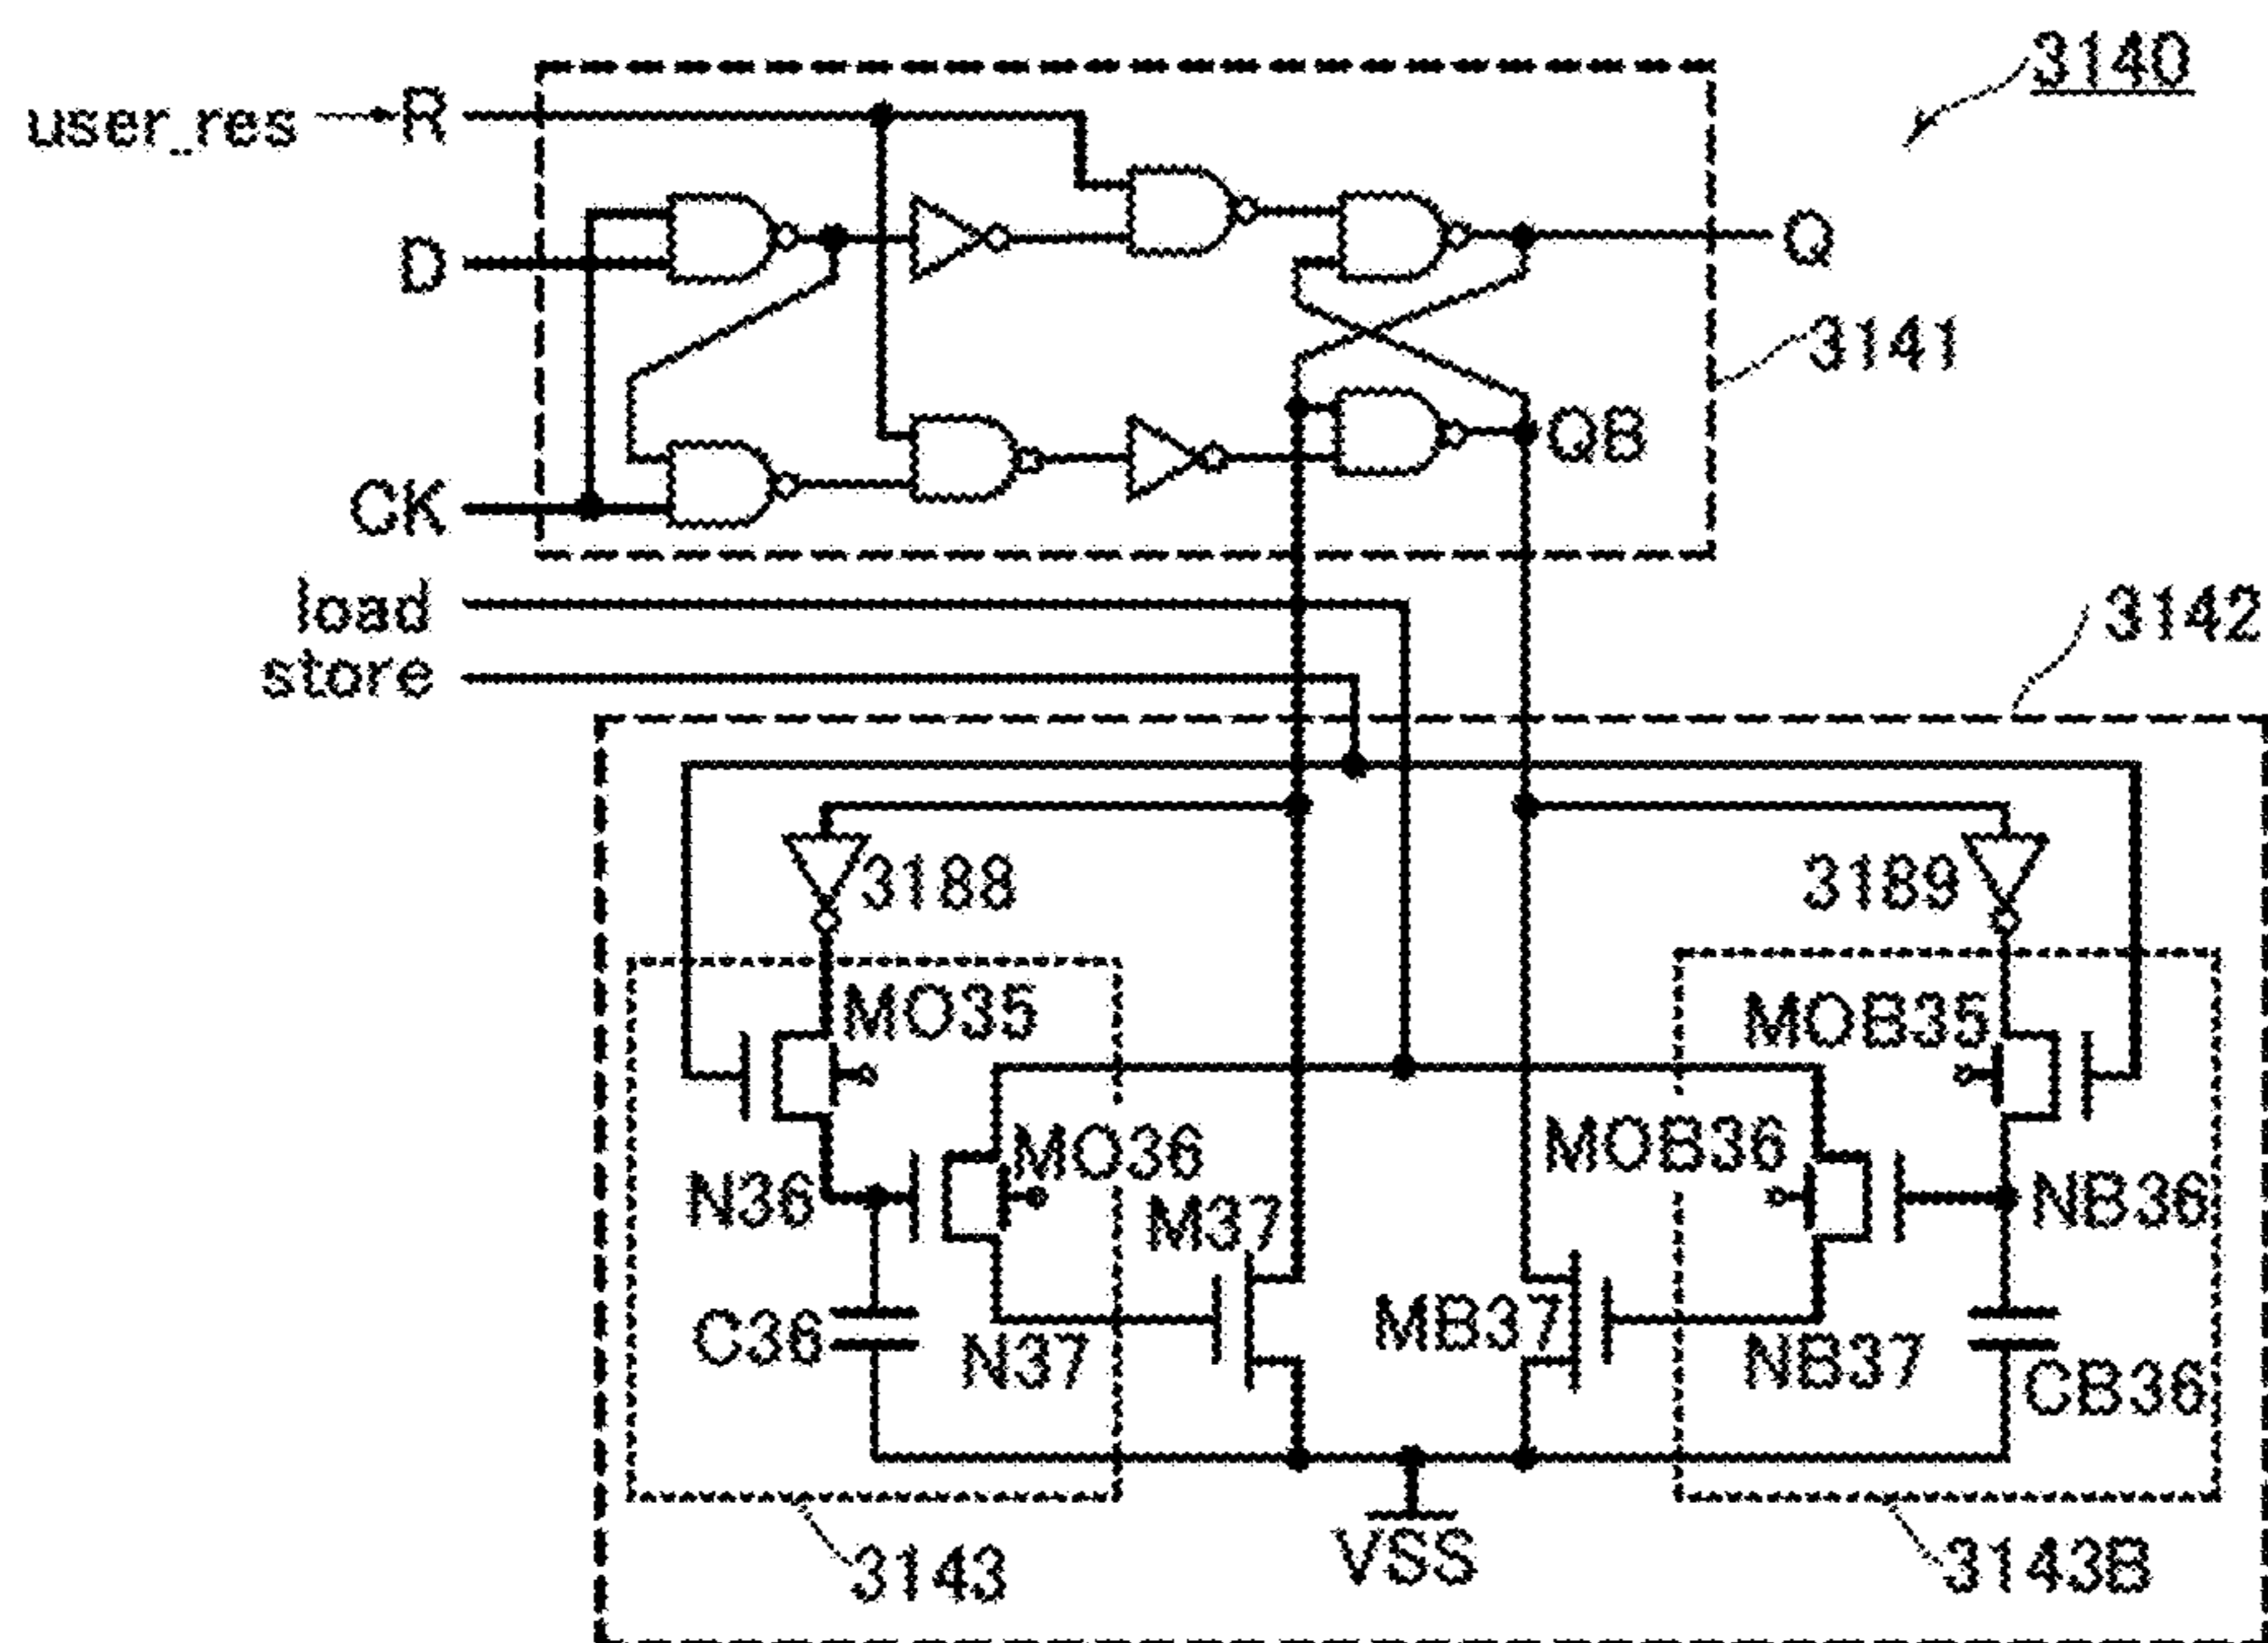 3140
user_res
R
D
Q
3141
QB
CK
load
store
3142
3188
3189
MO35
MOB35
MO36
MOB36
N36
NB36
M37
MB37
C36
N37
NB37
CB36
VSS
3143
3143B